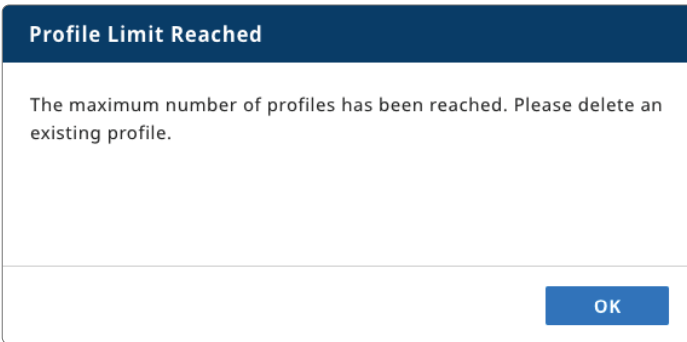 Profile Limit Reached
The maximum number of profiles has been reached. Please delete an
existing profile.
OK